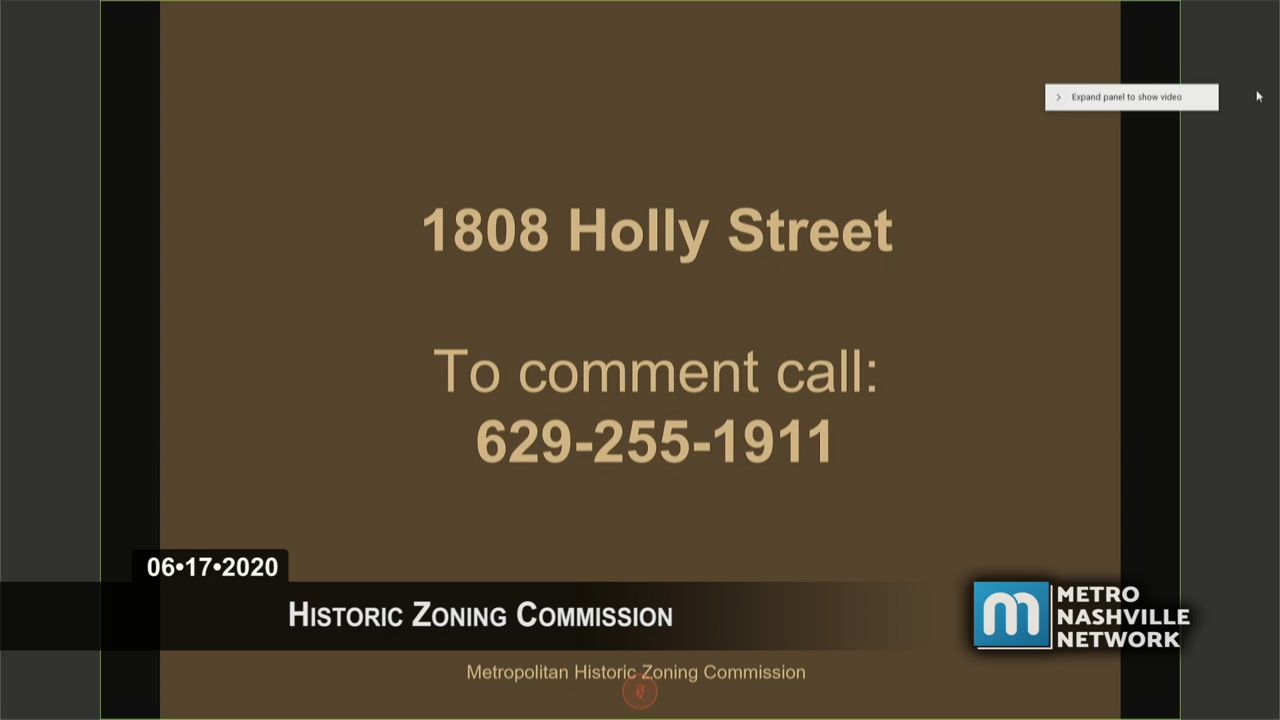 Expand panel to show video
1808 Holly Street
To comment call:
629-255-1911
06•17•2020
Historic Zoning Commission
m METRO
NASHVILLE
NETWORK
Metropolitan Historic Zoning Commission